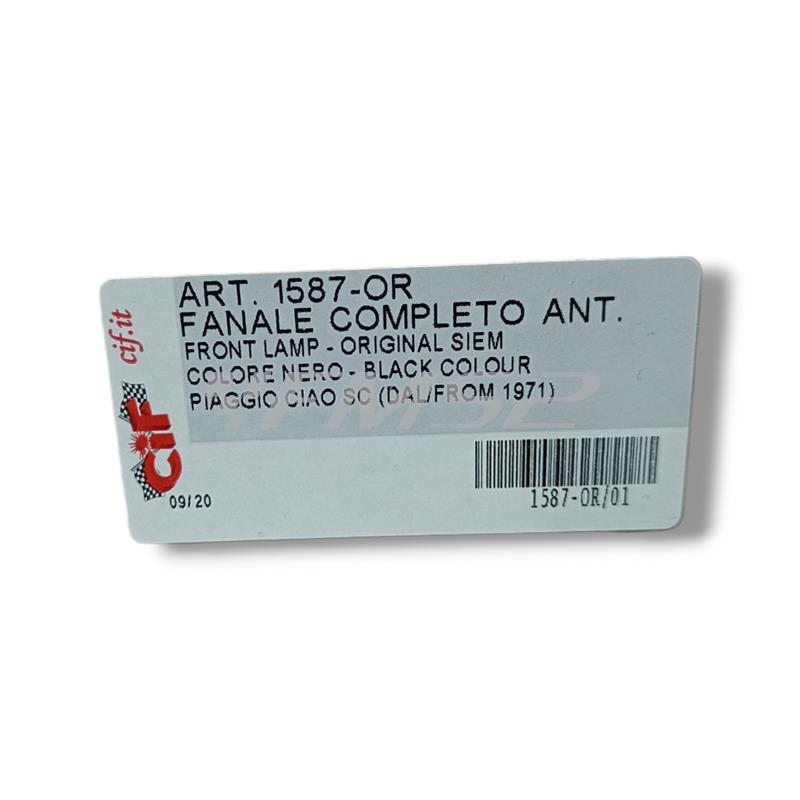 ART. 1587-OR
FANALE COMPLETO ANT.
FRONT LAMP - ORIGINAL SIEM
COLORE NERO - BLACK COLOUR
PIAGGIO CIAO SC (DAL/FROM 1971)
cif.it
CiF
09/20
1587-OR/01